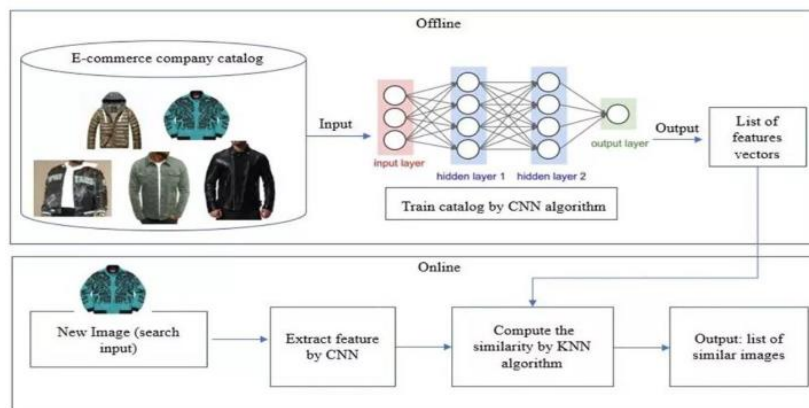 Offline
E-commerce company catalog
Input
input layer
hidden layer 1
hidden layer 2
output layer
Output
List of
features
vectors
Train catalog by CNN algorithm
Online
New Image (search
input)
Extract feature
by CNN
Compute the
similarity by KNN
algorithm
Output: list of
similar images